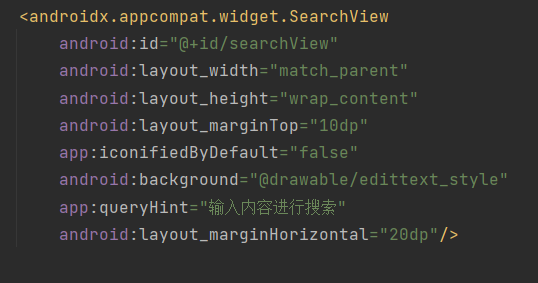 <androidx.appcompat.widget.SearchView
android:id="@+id/searchView"
android:layout_width="match_parent"
android:layout_height="wrap_content"
android:layout_marginTop="10dp"
app:iconifiedByDefault="false"
android:background="@drawable/edittext_style"
app:queryHint="输入内容进行搜索"
android:layout_marginHorizontal="20dp"/>